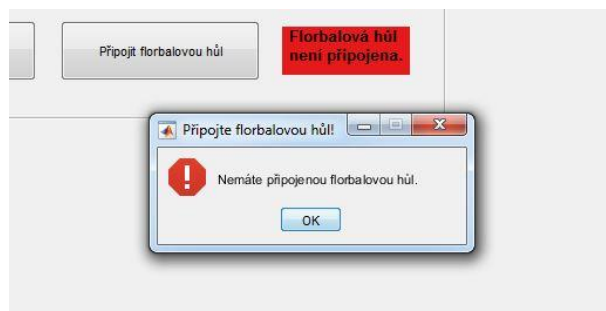 Připojit florbalovou hůl
Florbalová hůl
není připojena.
Připojte florbalovou hůl!
Nemáte připojenou florbalovou hůl.
OK